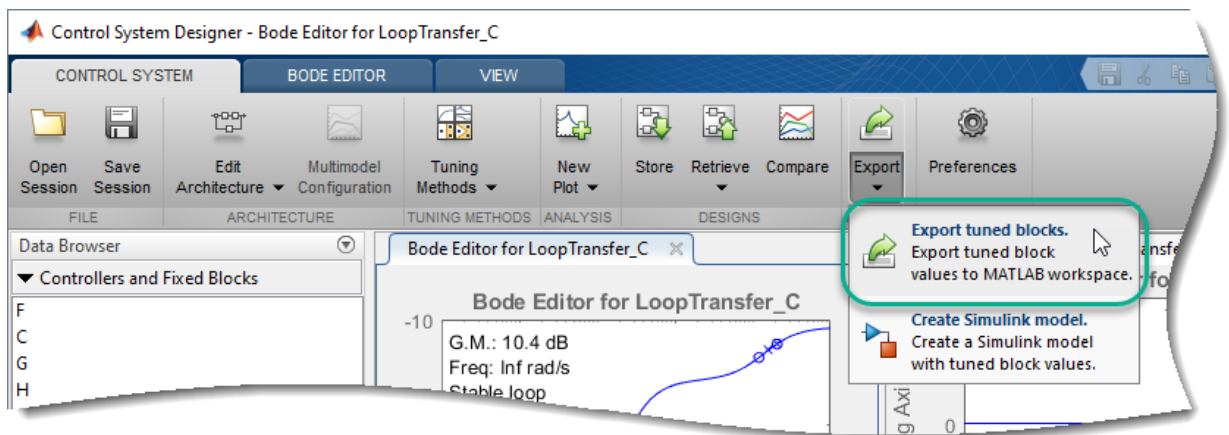 Control System Designer - Bode Editor for LoopTransfer_C
CONTROL SYSTEM BODE EDITOR VIEW
Open Session
Save Session
Edit Architecture
Multimodel Configuration
Tuning Methods
New Plot
Store
Retrieve
Compare
Export
Preferences
FILE ARCHITECTURE TUNING METHODS ANALYSIS DESIGNS
Data Browser
Controllers and Fixed Blocks
F
C
G
H
Bode Editor for LoopTransfer_C
Bode Editor for LoopTransfer_C
-10
G.M.: 10.4 dB
Freq: Inf rad/s
Stable loop
Export tuned blocks.
Export tuned block
values to MATLAB workspace.
Create Simulink model.
Create a Simulink model
with tuned block values.
0